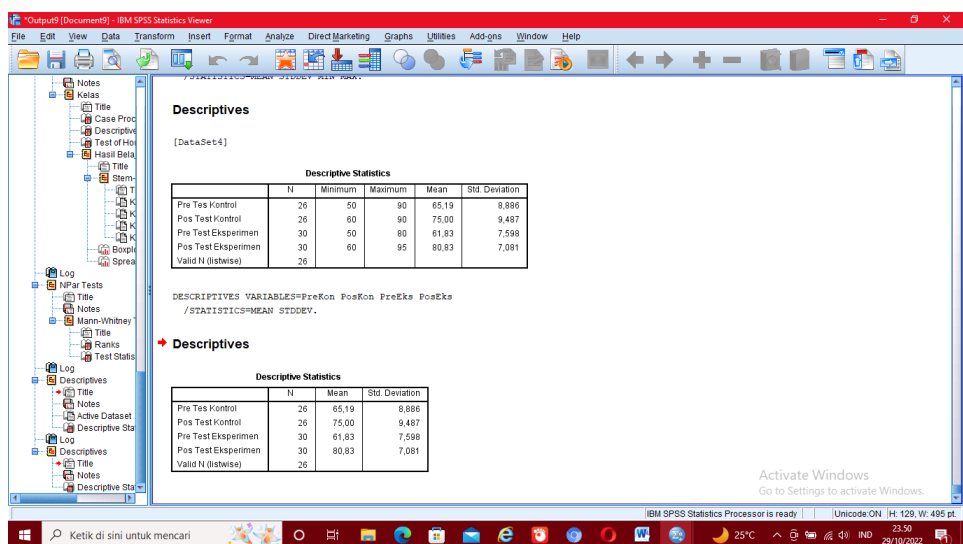 *Output9 [Document9] - IBM SPSS Statistics Viewer
File Edit View Data Transform Insert Format Analyze Direct Marketing Graphs Utilities Add-ons Window Help
Notes
Kelas
Title
Case Proc
Descriptive
Test of Ho
Hasil Bela
Title
Stem-
T
K
K
K
K
Boxpl
Sprea
Log
NPar Tests
Title
Notes
Mann-Whitney
Title
Ranks
Test Statis
Log
Descriptives
Title
Notes
Active Dataset
Descriptive Sta
Log
Descriptives
Title
Notes
Descriptive Sta
/STATISTICS=MEAN STDDEV MIN MAX.
Descriptives
[DataSet4]
Descriptive Statistics
N Minimum Maximum Mean Std. Deviation
Pre Tes Kontrol 26 50 90 65,19 8,886
Pos Test Kontrol 26 60 90 75,00 9,487
Pre Test Eksperimen 30 50 80 61,83 7,598
Pos Test Eksperimen 30 60 95 80,83 7,081
Valid N (listwise) 26
DESCRIPTIVES VARIABLES=PreKon PosKon PreEks PosEks
/STATISTICS=MEAN STDDEV.
Descriptives
Descriptive Statistics
N Mean Std. Deviation
Pre Tes Kontrol 26 65,19 8,886
Pos Test Kontrol 26 75,00 9,487
Pre Test Eksperimen 30 61,83 7,598
Pos Test Eksperimen 30 80,83 7,081
Valid N (listwise) 26
Activate Windows
Go to Settings to activate Windows.
IBM SPSS Statistics Processor is ready Unicode:ON H: 129, W: 495 pt.
Ketik di sini untuk mencari
25°C
IND
23.50
29/10/2022